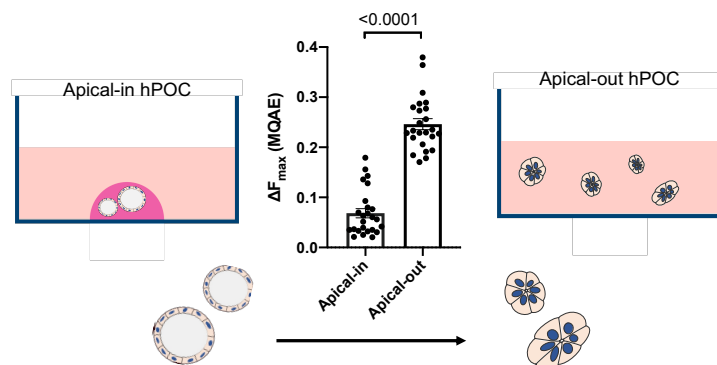 <0.0001
Apical-in hPOC
Apical-out hPOC
ΔFmax (MQAE)
0.4
0.3
0.2
0.1
0.0
Apical-in
Apical-out